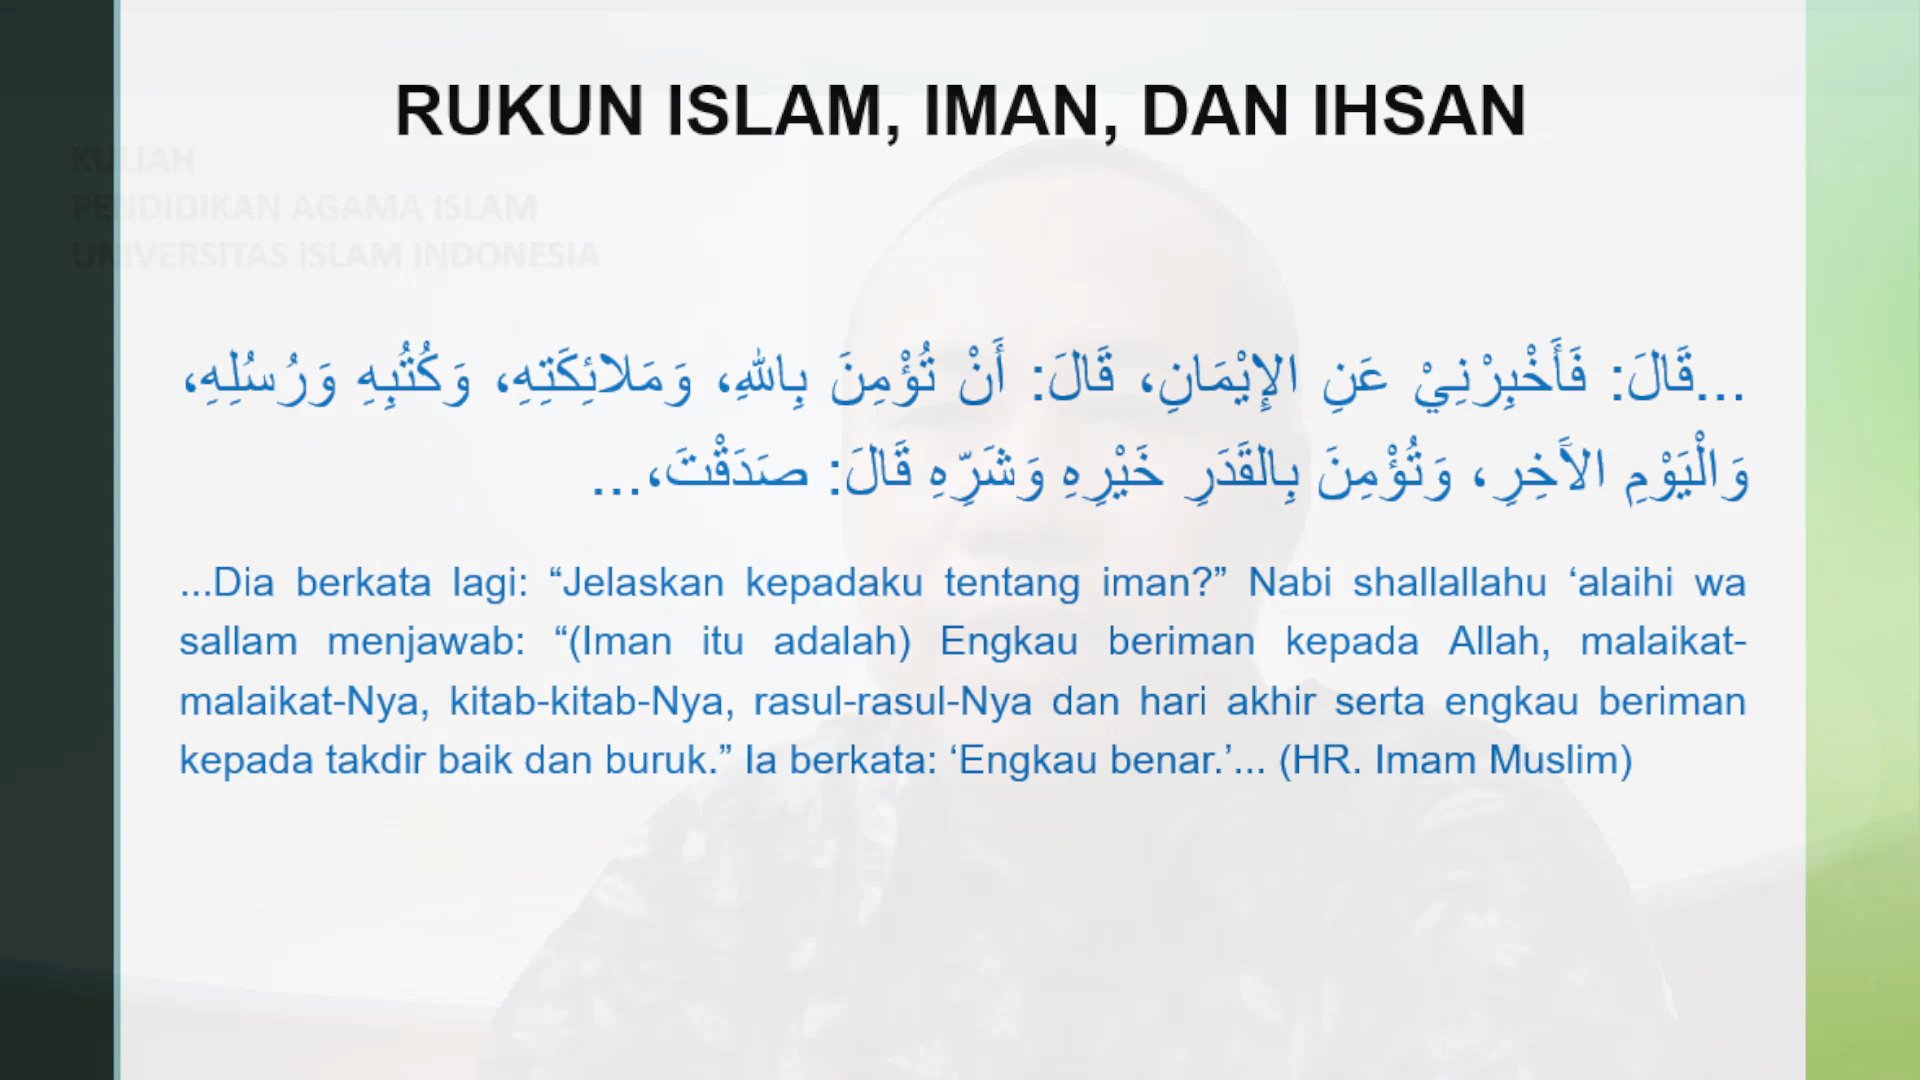 RUKUN ISLAM, IMAN, DAN IHSAN
KULIAH
PENDIDIKAN AGAMA ISLAM
UNIVERSITAS ISLAM INDONESIA
...قَالَ: فَأَخْبِرْنِيْ عَنِ الإِيْمَانِ، قَالَ: أَنْ تُؤْمِنَ بِاللهِ، وَمَلائِكَتِهِ، وَكُتُبِهِ وَرُسُلِهِ،
وَالْيَوْمِ الآَخِرِ، وَتُؤْمِنَ بِالقَدَرِ خَيْرِهِ وَشَرِّهِ قَالَ: صَدَقْتَ،...
...Dia berkata lagi: “Jelaskan kepadaku tentang iman?” Nabi shallallahu ‘alaihi wa
sallam menjawab: “(Iman itu adalah) Engkau beriman kepada Allah, malaikat-
malaikat-Nya, kitab-kitab-Nya, rasul-rasul-Nya dan hari akhir serta engkau beriman
kepada takdir baik dan buruk.” Ia berkata: ‘Engkau benar.’... (HR. Imam Muslim)